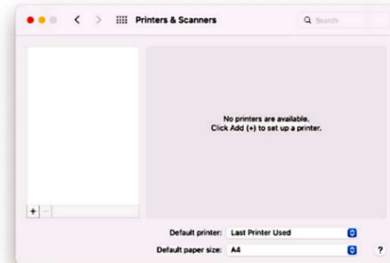 Printers & Scanners
Search
No printers are available.
Click Add (+) to set up a printer.
+ −
Default printer: Last Printer Used
Default paper size: A4
?